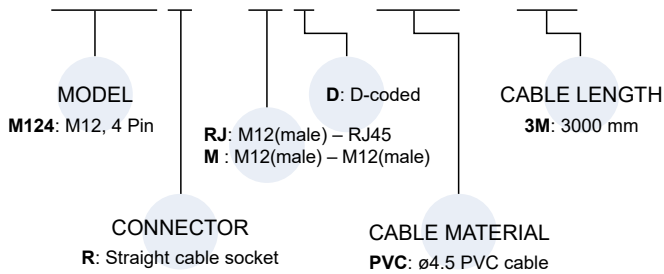 MODEL
M124: M12, 4 Pin
D: D-coded
RJ: M12(male) – RJ45
M : M12(male) – M12(male)
CABLE LENGTH
3M: 3000 mm
CONNECTOR
R: Straight cable socket
CABLE MATERIAL
PVC: ø4.5 PVC cable